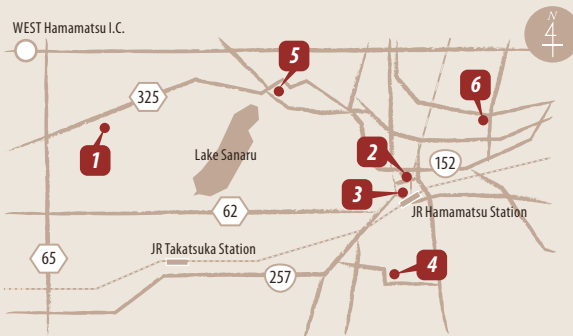 WEST Hamamatsu I.C.
N
5
6
325
1
Lake Sanaru
2
152
3
JR Hamamatsu Station
62
65
JR Takatsuka Station
4
257